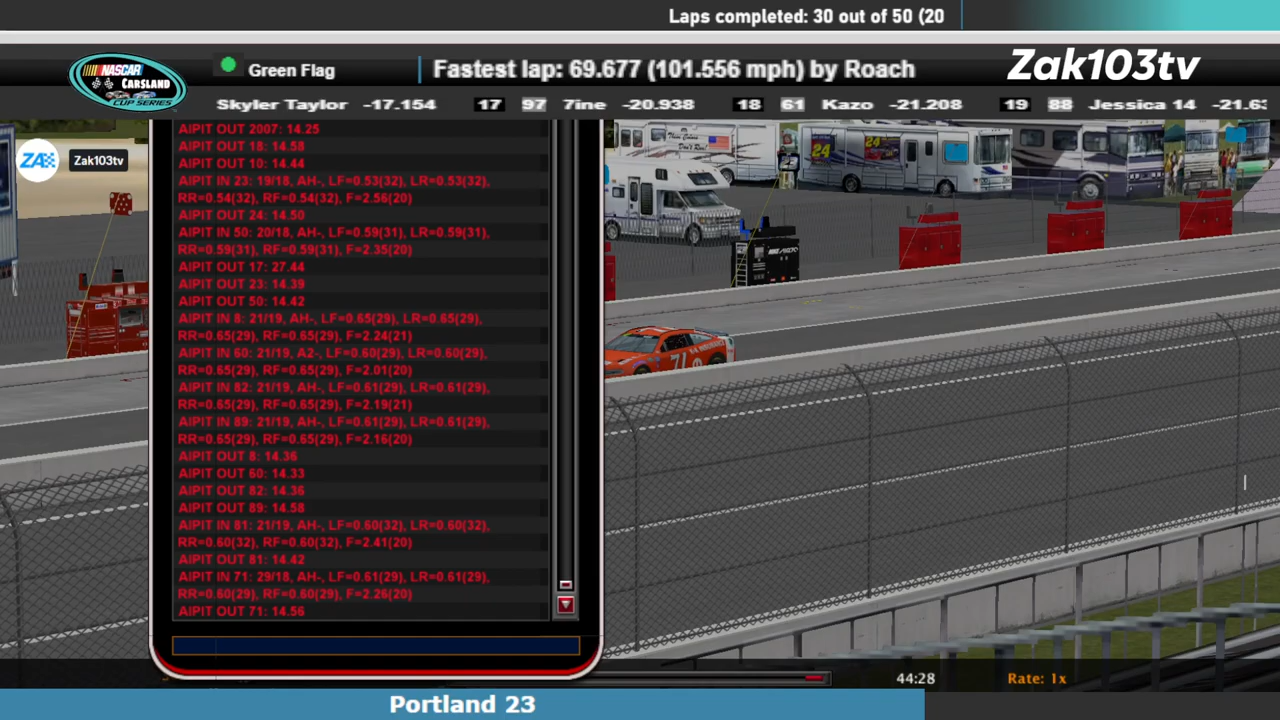 Laps completed: 30 out of 50 (20
NASCAR
CARSLAND
CUP SERIES
Green Flag
Fastest lap: 69.677 (101.556 mph) by Roach
Zak103tv
Skyler Taylor -17.154 17 97 7ine -20.938 18 61 Kazo -21.208 19 88 Jessica 14 -21.63
ZA
Zak103tv
AIPIT OUT 2007: 14.25
AIPIT OUT 18: 14.58
AIPIT OUT 10: 14.44
AIPIT IN 23: 19/18, AH-, LF=0.53(32), LR=0.53(32),
RR=0.54(32), RF=0.54(32), F=2.56(20)
AIPIT OUT 24: 14.50
AIPIT IN 50: 20/18, AH-, LF=0.59(31), LR=0.59(31),
RR=0.59(31), RF=0.59(31), F=2.35(20)
AIPIT OUT 17: 27.44
AIPIT OUT 23: 14.39
AIPIT OUT 50: 14.42
AIPIT IN 8: 21/19, AH-, LF=0.65(29), LR=0.65(29),
RR=0.65(29), RF=0.65(29), F=2.24(21)
AIPIT IN 60: 21/19, A2-, LF=0.60(29), LR=0.60(29),
RR=0.65(29), RF=0.65(29), F=2.01(20)
AIPIT IN 82: 21/19, AH-, LF=0.61(29), LR=0.61(29),
RR=0.65(29), RF=0.65(29), F=2.19(21)
AIPIT IN 89: 21/19, AH-, LF=0.61(29), LR=0.61(29),
RR=0.65(29), RF=0.65(29), F=2.16(20)
AIPIT OUT 8: 14.36
AIPIT OUT 60: 14.33
AIPIT OUT 82: 14.36
AIPIT OUT 89: 14.58
AIPIT IN 81: 21/19, AH-, LF=0.60(32), LR=0.60(32),
RR=0.60(32), RF=0.60(32), F=2.41(20)
AIPIT OUT 81: 14.42
AIPIT IN 71: 29/18, AH-, LF=0.61(29), LR=0.61(29),
RR=0.60(29), RF=0.60(29), F=2.26(20)
AIPIT OUT 71: 14.56
24
24
22
71
44:28
Rate: 1x
Portland 23